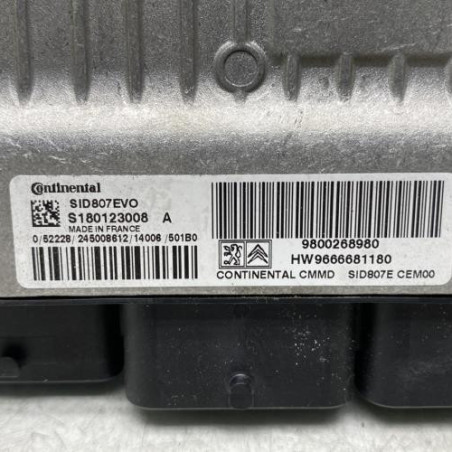 Continental
SID807EVO
S180123008 A
MADE IN FRANCE
0/52228/245008612/14006/501B0
9800268980
HW9666681180
CONTINENTAL CMMD SID807E CEM00